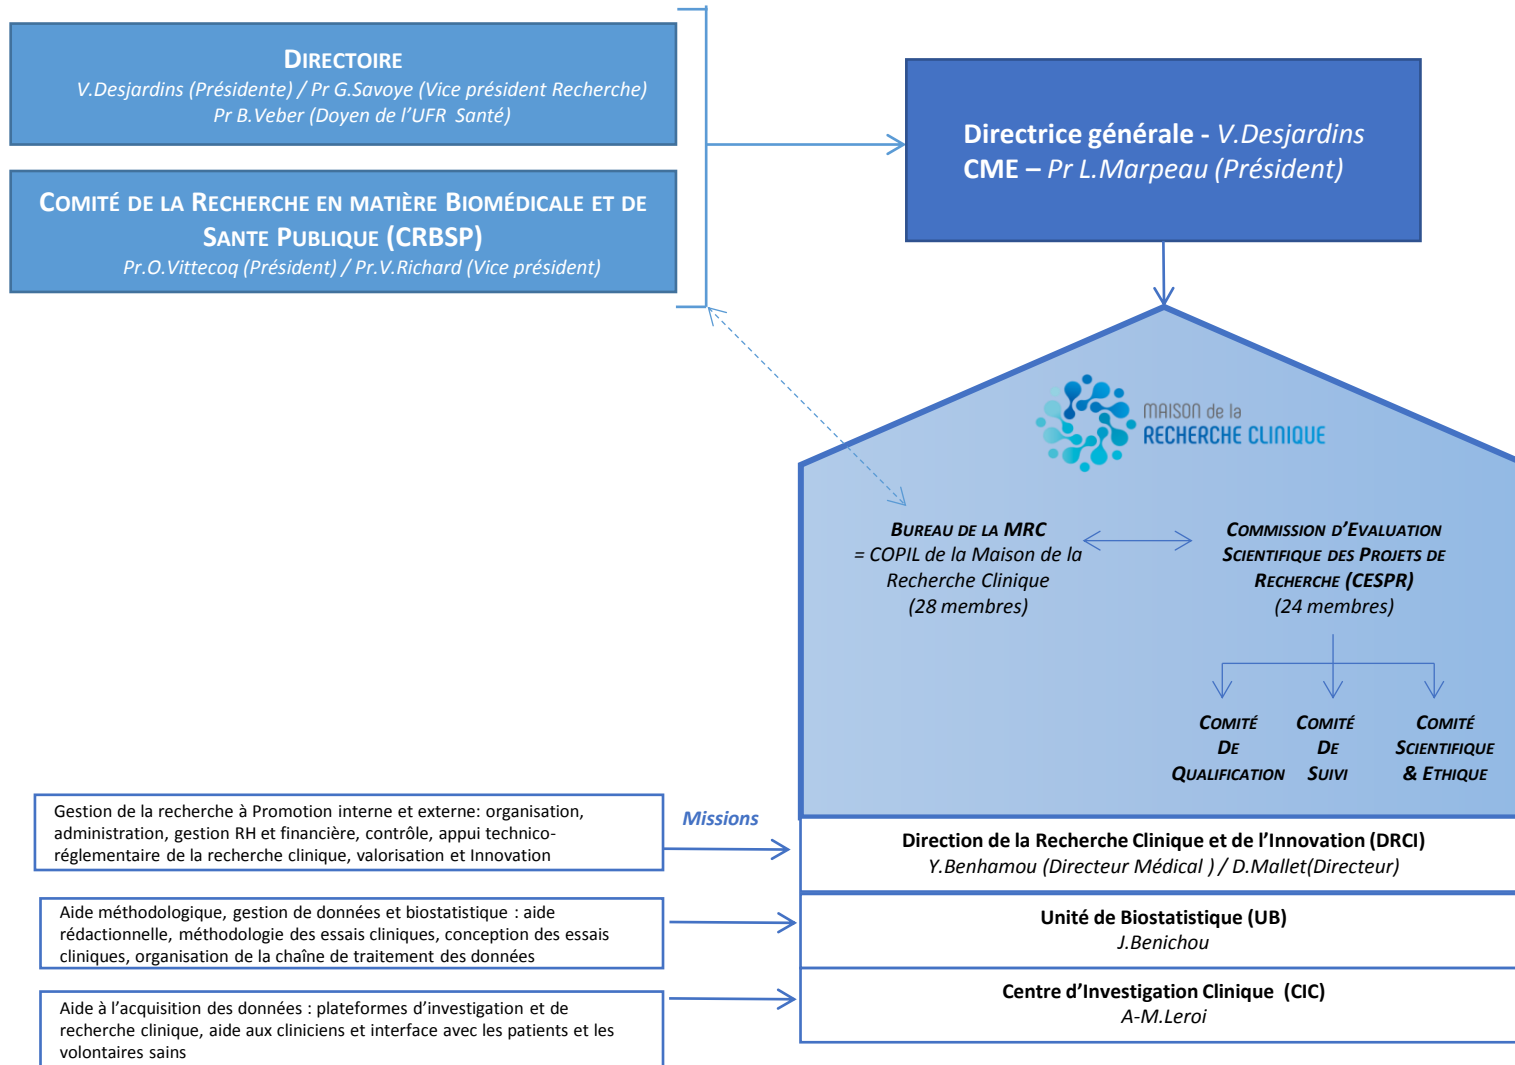 DIRECTOIRE
V.Desjardins (Présidente) / Pr G.Savoye (Vice président Recherche)
Pr B.Veber (Doyen de l'UFR Santé)
COMITÉ DE LA RECHERCHE EN MATIÈRE BIOMÉDICALE ET DE
SANTE PUBLIQUE (CRBSP)
Pr.O.Vittecoq (Président) / Pr.V.Richard (Vice président)
Directrice générale - V.Desjardins
CME – Pr L.Marpeau (Président)
MAISON de la
RECHERCHE CLINIQUE
BUREAU DE LA MRC
= COPIL de la Maison de la
Recherche Clinique
(28 membres)
COMMISSION D'EVALUATION
SCIENTIFIQUE DES PROJETS DE
RECHERCHE (CESPR)
(24 membres)
COMITÉ
DE
QUALIFICATION
COMITÉ
DE
SUIVI
COMITÉ
SCIENTIFIQUE
& ETHIQUE
Gestion de la recherche à Promotion interne et externe: organisation,
administration, gestion RH et financière, contrôle, appui technico-
réglementaire de la recherche clinique, valorisation et Innovation
Missions
Direction de la Recherche Clinique et de l'Innovation (DRCI)
Y.Benhamou (Directeur Médical ) / D.Mallet(Directeur)
Aide méthodologique, gestion de données et biostatistique : aide
rédactionnelle, méthodologie des essais cliniques, conception des essais
cliniques, organisation de la chaîne de traitement des données
Unité de Biostatistique (UB)
J.Benichou
Aide à l'acquisition des données : plateformes d'investigation et de
recherche clinique, aide aux cliniciens et interface avec les patients et les
volontaires sains
Centre d'Investigation Clinique (CIC)
A-M.Leroi